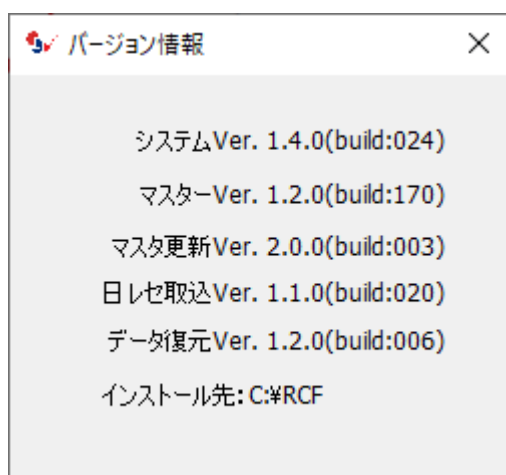 バージョン情報
システムVer. 1.4.0(build:024)
マスターVer. 1.2.0(build:170)
マスタ更新Ver. 2.0.0(build:003)
日レセ取込Ver. 1.1.0(build:020)
データ復元Ver. 1.2.0(build:006)
インストール先: C:¥RCF